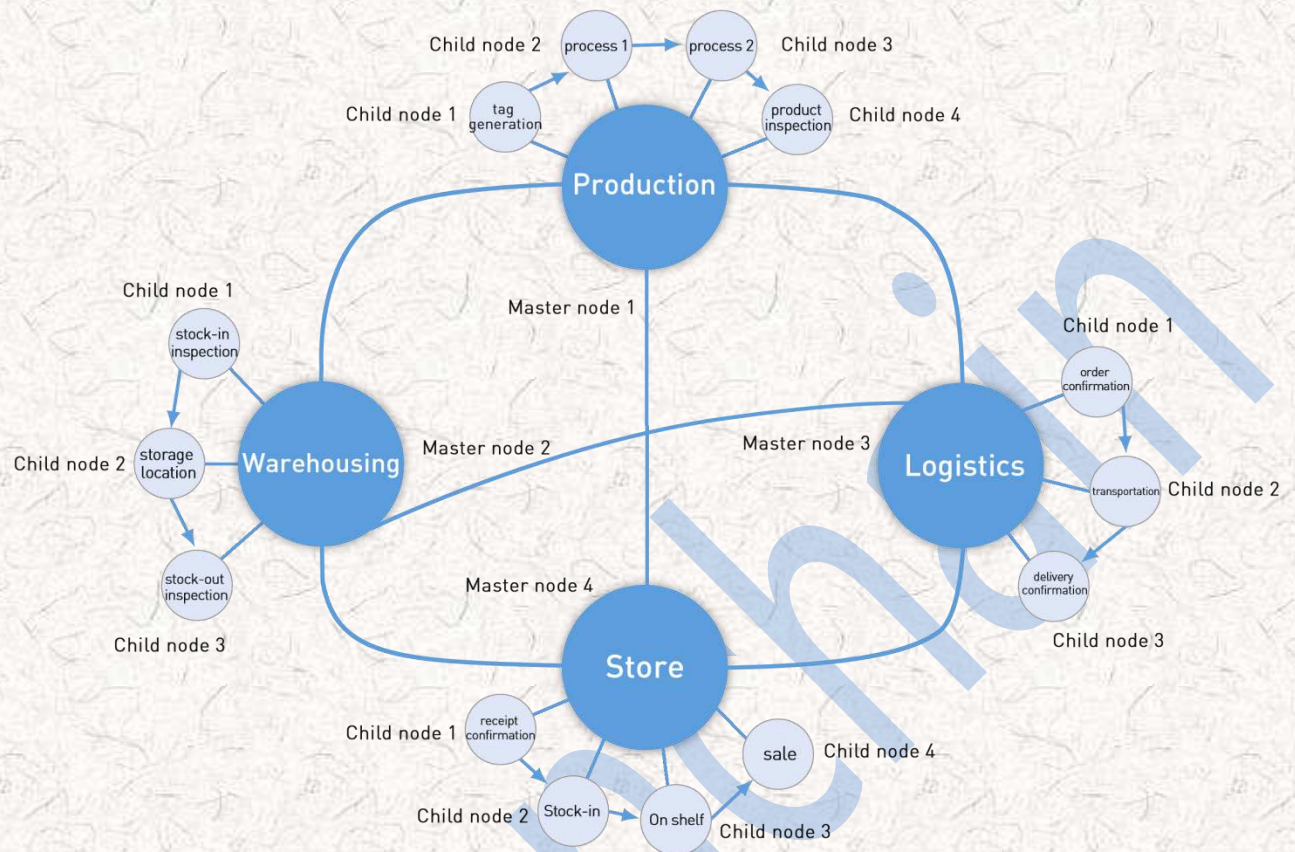 Child node 2
process 1
process 2
Child node 3
Child node 1
tag
generation
product
inspection
Child node 4
Production
Master node 1
Child node 1
stock-in
inspection
Child node 1
order
confirmation
Master node 2
Master node 3
Child node 2
storage
location
Warehousing
Logistics
transportation
Child node 2
stock-out
inspection
Child node 3
delivery
confirmation
Child node 3
Master node 4
Store
Child node 1
receipt
confirmation
sale
Child node 4
Child node 2
Stock-in
On shelf
Child node 3